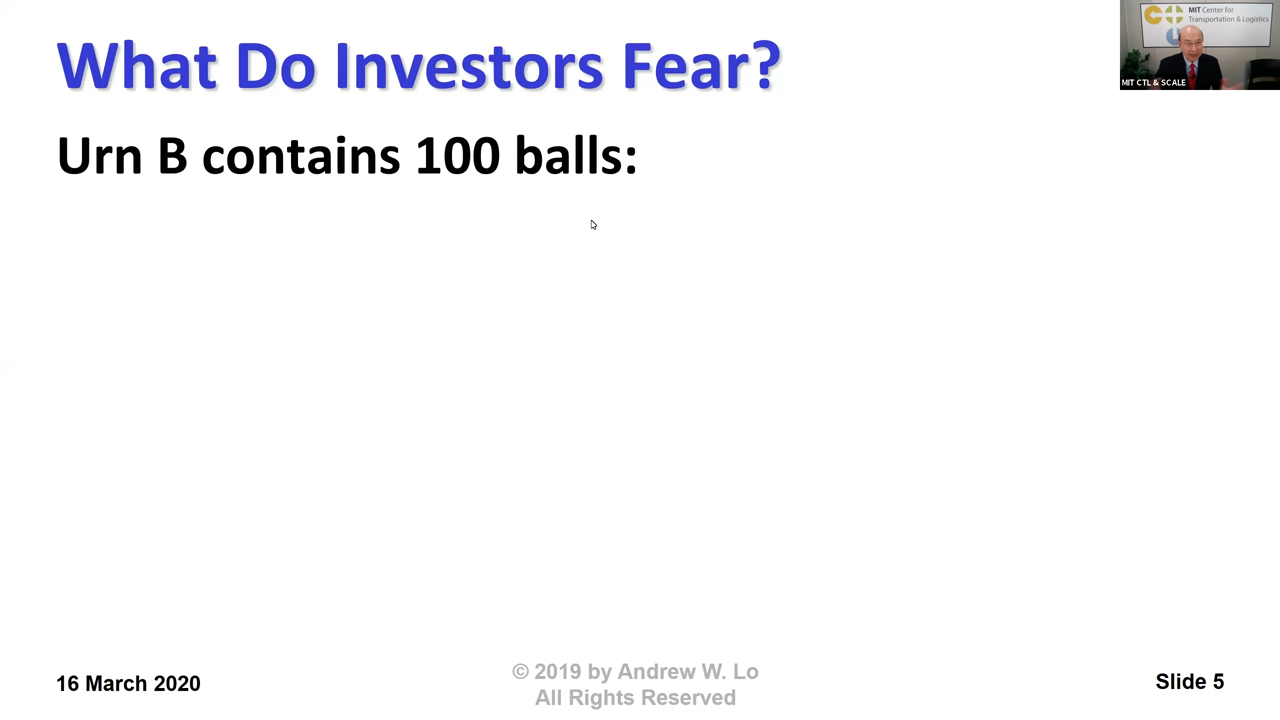 What Do Investors Fear?
MIT Center for
Transportation & Logistics
MIT CTL & SCALE
Urn B contains 100 balls:
16 March 2020
© 2019 by Andrew W. Lo
All Rights Reserved
Slide 5